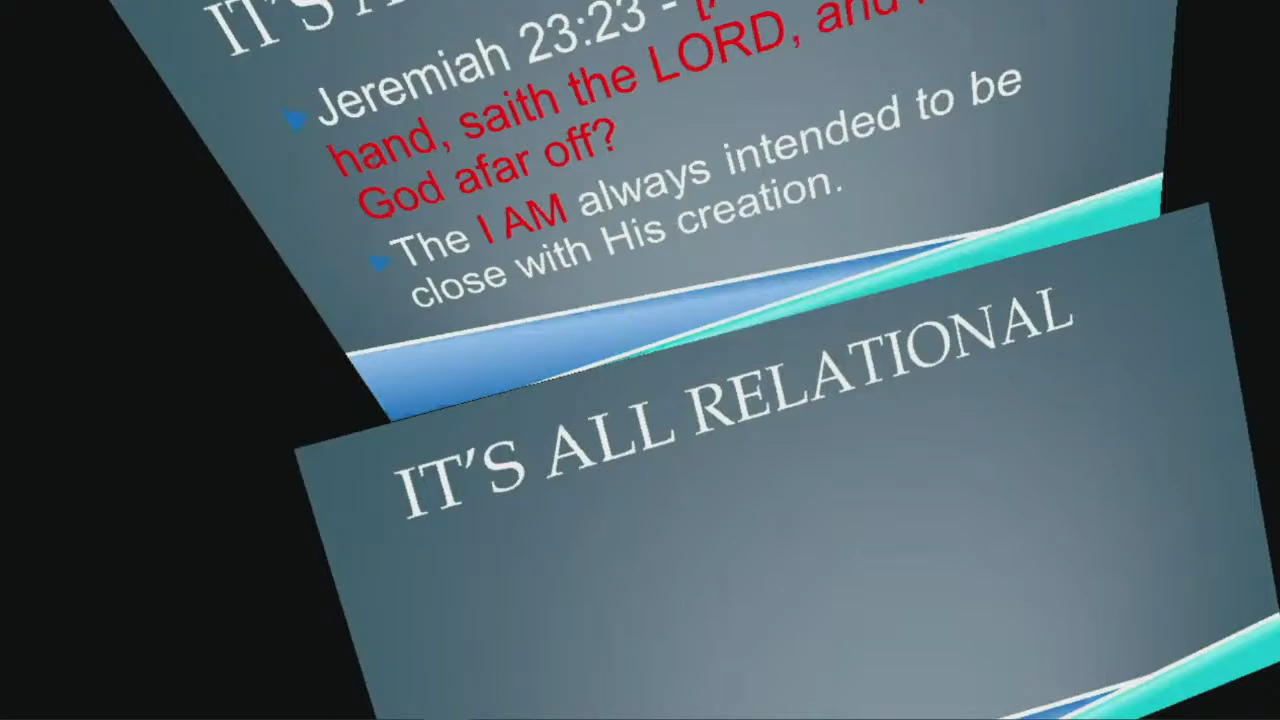 IT'S
Jeremiah 23:23 -
hand, saith the LORD, and
God afar off?
The I AM always intended to be
close with His creation.
IT'S ALL RELATIONAL